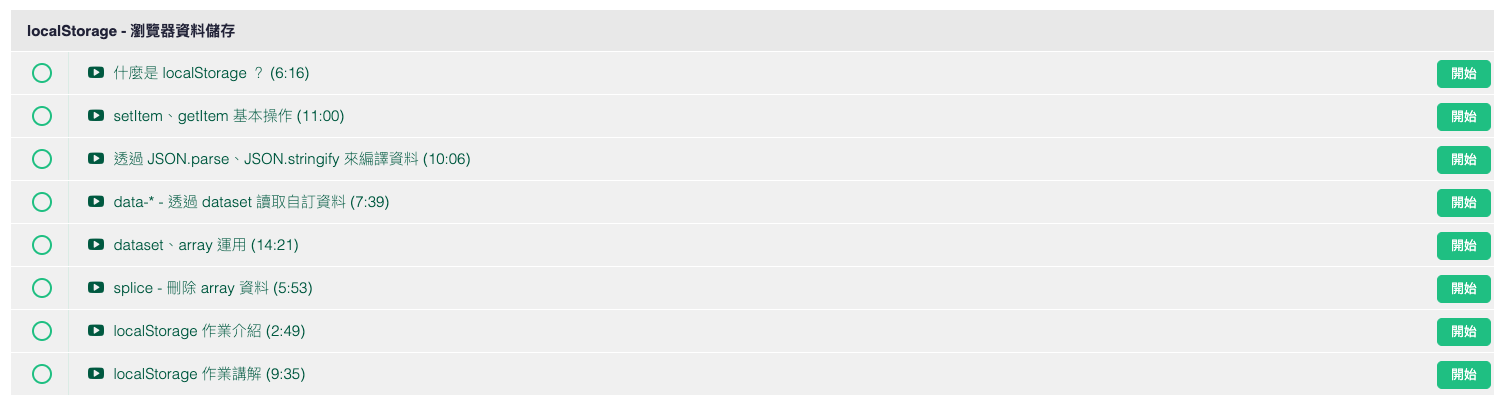 localStorage - 瀏覽器資料儲存
什麼是 localStorage ？ (6:16) 開始
setItem、getItem 基本操作 (11:00) 開始
透過 JSON.parse、JSON.stringify 來編譯資料 (10:06) 開始
data-* - 透過 dataset 讀取自訂資料 (7:39) 開始
dataset、array 運用 (14:21) 開始
splice - 刪除 array 資料 (5:53) 開始
localStorage 作業介紹 (2:49) 開始
localStorage 作業講解 (9:35) 開始